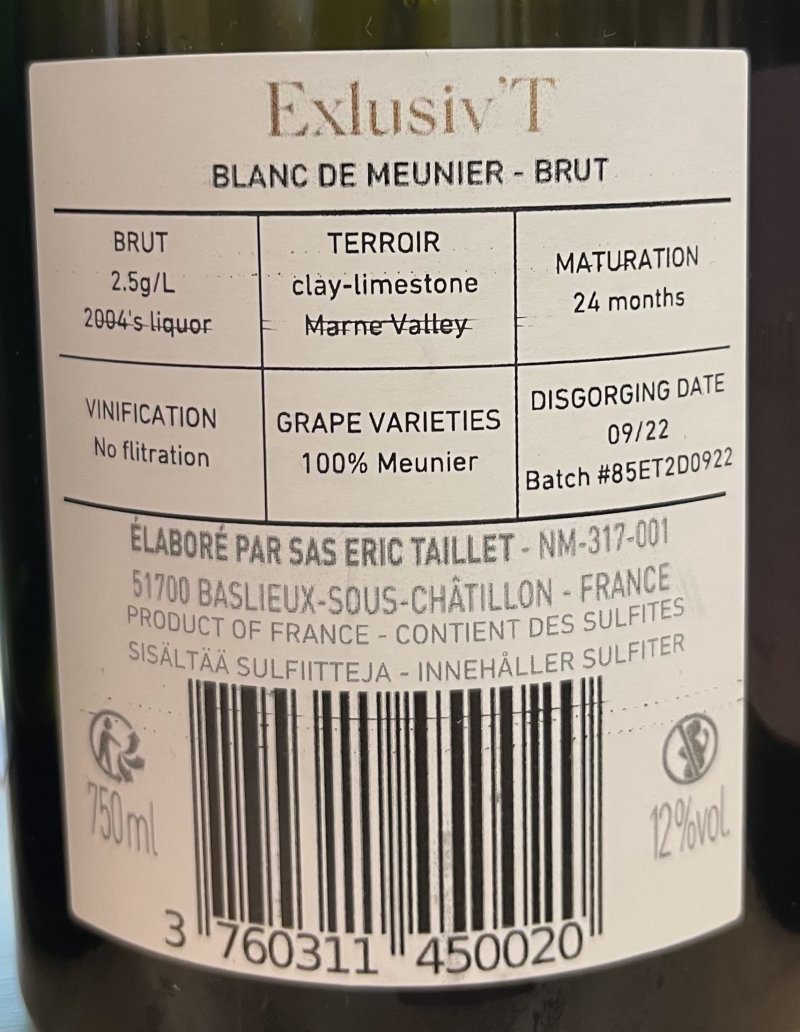 Exlusiv'T
BLANC DE MEUNIER - BRUT
BRUT
2.5g/L
2004's liquor
TERROIR
clay-limestone
Marne Valley
MATURATION
24 months
VINIFICATION
No flitration
GRAPE VARIETIES
100% Meunier
DISGORGING DATE
09/22
Batch #85ET2D0922
ÉLABORÉ PAR SAS ERIC TAILLET - NM-317-001
51700 BASLIEUX-SOUS-CHÂTILLON - FRANCE
PRODUCT OF FRANCE - CONTIENT DES SULFITES
SISÄLTÄÄ SULFIITTEJA - INNEHÅLLER SULFITER
750ml
12%vol
3 760311 450020